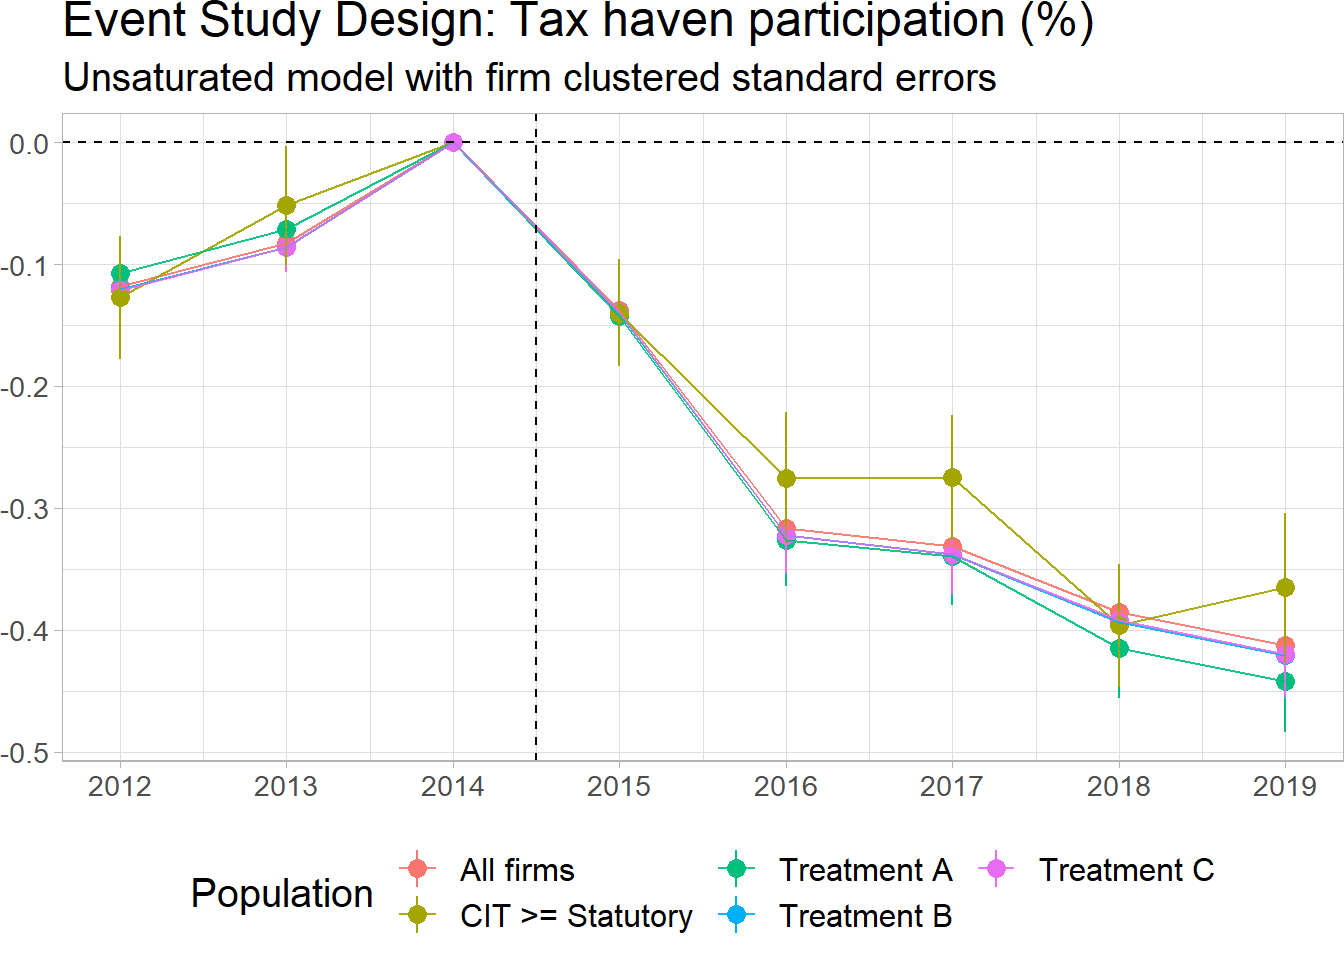 Event Study Design: Tax haven participation (%)
Unsaturated model with firm clustered standard errors
0.0
-0.1
-0.2
-0.3
-0.4
-0.5
2012 2013 2014 2015 2016 2017 2018 2019
Population
All firms
CIT >= Statutory
Treatment A
Treatment B
Treatment C